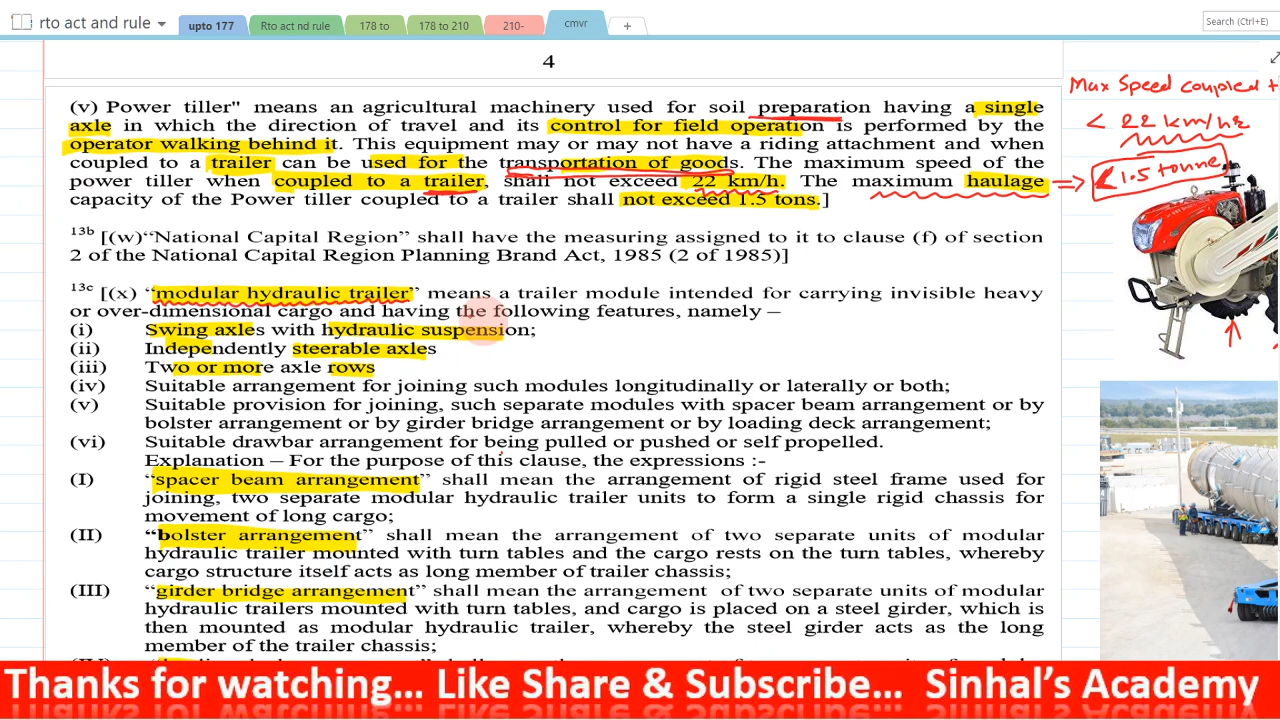 rto act and rule
upto 177
Rto act nd rule
178 to
178 to 210
210-
cmvr
+
Search (Ctrl+E)
4
(v) Power tiller" means an agricultural machinery used for soil preparation having a single
axle in which the direction of travel and its control for field operation is performed by the
operator walking behind it. This equipment may or may not have a riding attachment and when
coupled to a trailer can be used for the transportation of goods. The maximum speed of the
power tiller when coupled to a trailer, shall not exceed 22 km/h. The maximum haulage
capacity of the Power tiller coupled to a trailer shall not exceed 1.5 tons.]
Max Speed coupled
< 22 km/hr
< 1.5 tonne
13b [(w)“National Capital Region” shall have the measuring assigned to it to clause (f) of section
2 of the National Capital Region Planning Brand Act, 1985 (2 of 1985)]
13c [(x) “modular hydraulic trailer” means a trailer module intended for carrying invisible heavy
or over-dimensional cargo and having the following features, namely –
(i) Swing axles with hydraulic suspension;
(ii) Independently steerable axles
(iii) Two or more axle rows
(iv) Suitable arrangement for joining such modules longitudinally or laterally or both;
(v) Suitable provision for joining, such separate modules with spacer beam arrangement or by
bolster arrangement or by girder bridge arrangement or by loading deck arrangement;
(vi) Suitable drawbar arrangement for being pulled or pushed or self propelled.
Explanation – For the purpose of this clause, the expressions :-
(I) “spacer beam arrangement” shall mean the arrangement of rigid steel frame used for
joining, two separate modular hydraulic trailer units to form a single rigid chassis for
movement of long cargo;
(II) “bolster arrangement” shall mean the arrangement of two separate units of modular
hydraulic trailer mounted with turn tables and the cargo rests on the turn tables, whereby
cargo structure itself acts as long member of trailer chassis;
(III) “girder bridge arrangement” shall mean the arrangement of two separate units of modular
hydraulic trailers mounted with turn tables, and cargo is placed on a steel girder, which is
then mounted as modular hydraulic trailer, whereby the steel girder acts as the long
member of the trailer chassis;
Thanks for watching... Like Share & Subscribe... Sinhal’s Academy